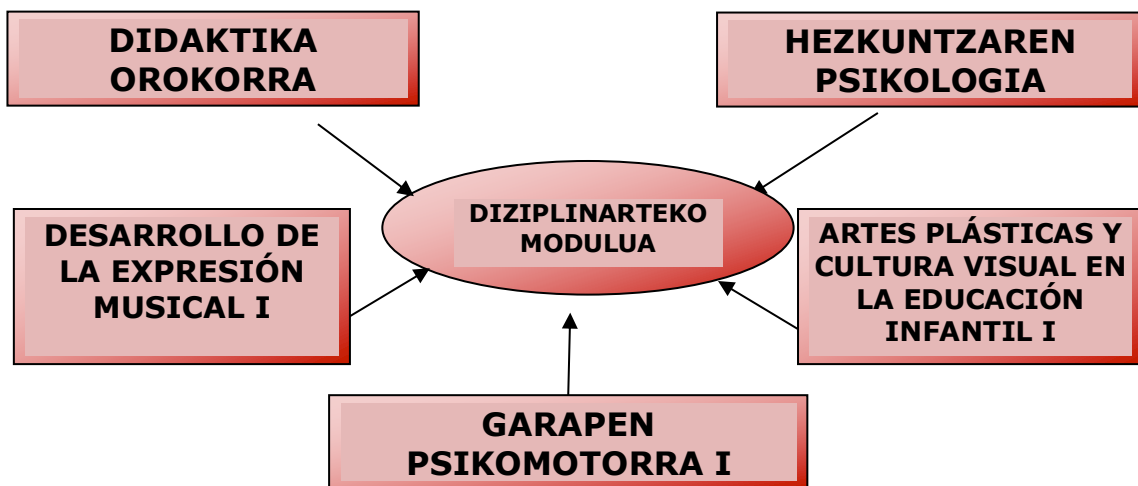 DIDAKTIKA
OROKORRA
HEZKUNTZAREN
PSIKOLOGIA
DIZIPLINARTEKO
MODULUA
DESARROLLO DE
LA EXPRESIÓN
MUSICAL I
ARTES PLÁSTICAS Y
CULTURA VISUAL EN
LA EDUCACIÓN
INFANTIL I
GARAPEN
PSIKOMOTORRA I